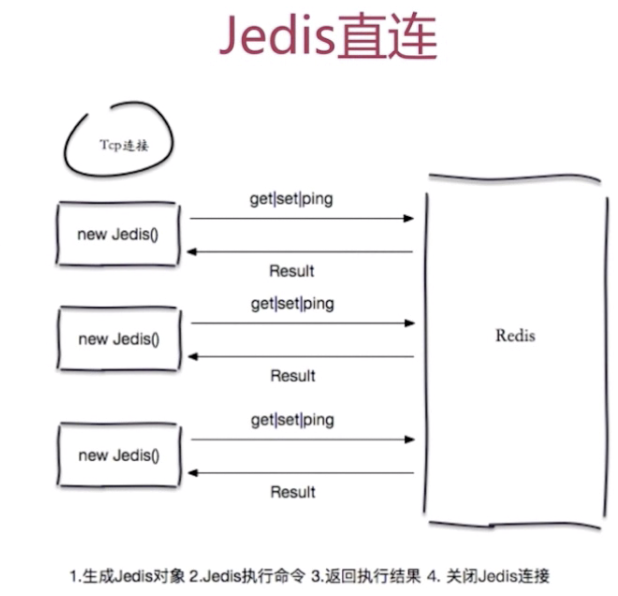 Jedis直连
Tcp连接
get|set|ping
new Jedis()
Result
get|set|ping
new Jedis()
Result
get|set|ping
new Jedis()
Result
Redis
1.生成Jedis对象 2.Jedis执行命令 3.返回执行结果 4. 关闭Jedis连接